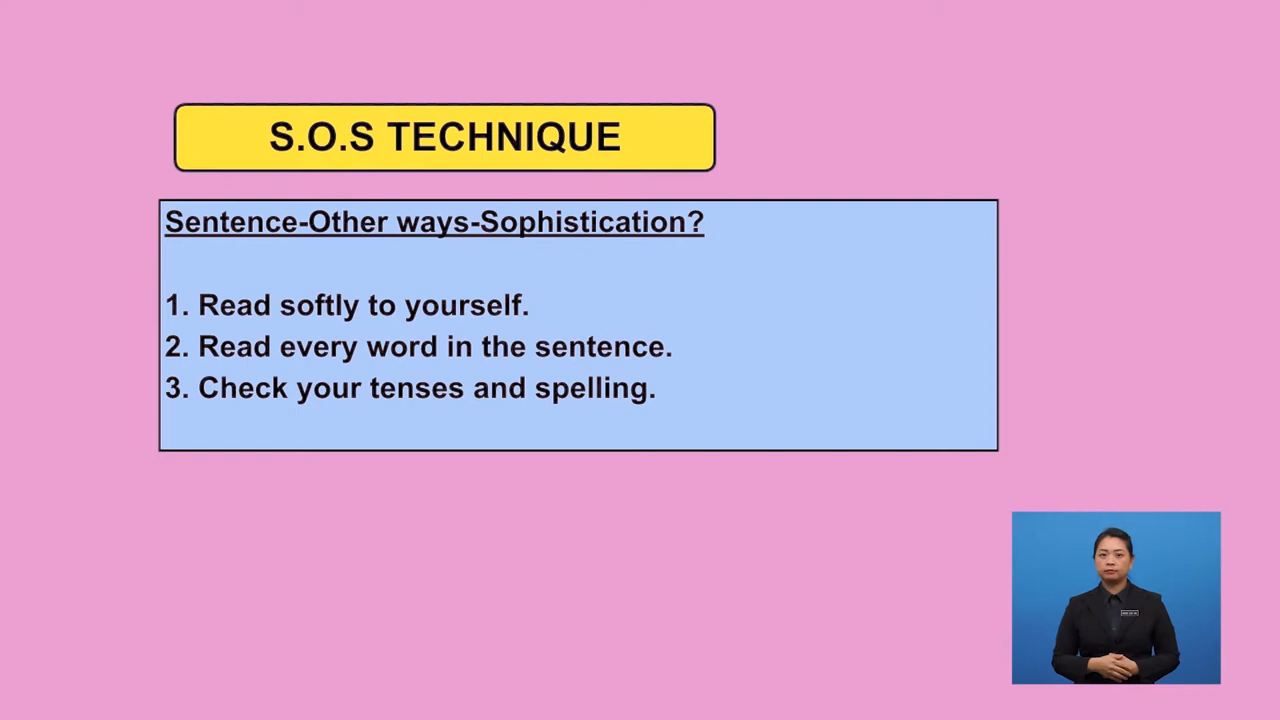 S.O.S TECHNIQUE
Sentence-Other ways-Sophistication?
1. Read softly to yourself.
2. Read every word in the sentence.
3. Check your tenses and spelling.